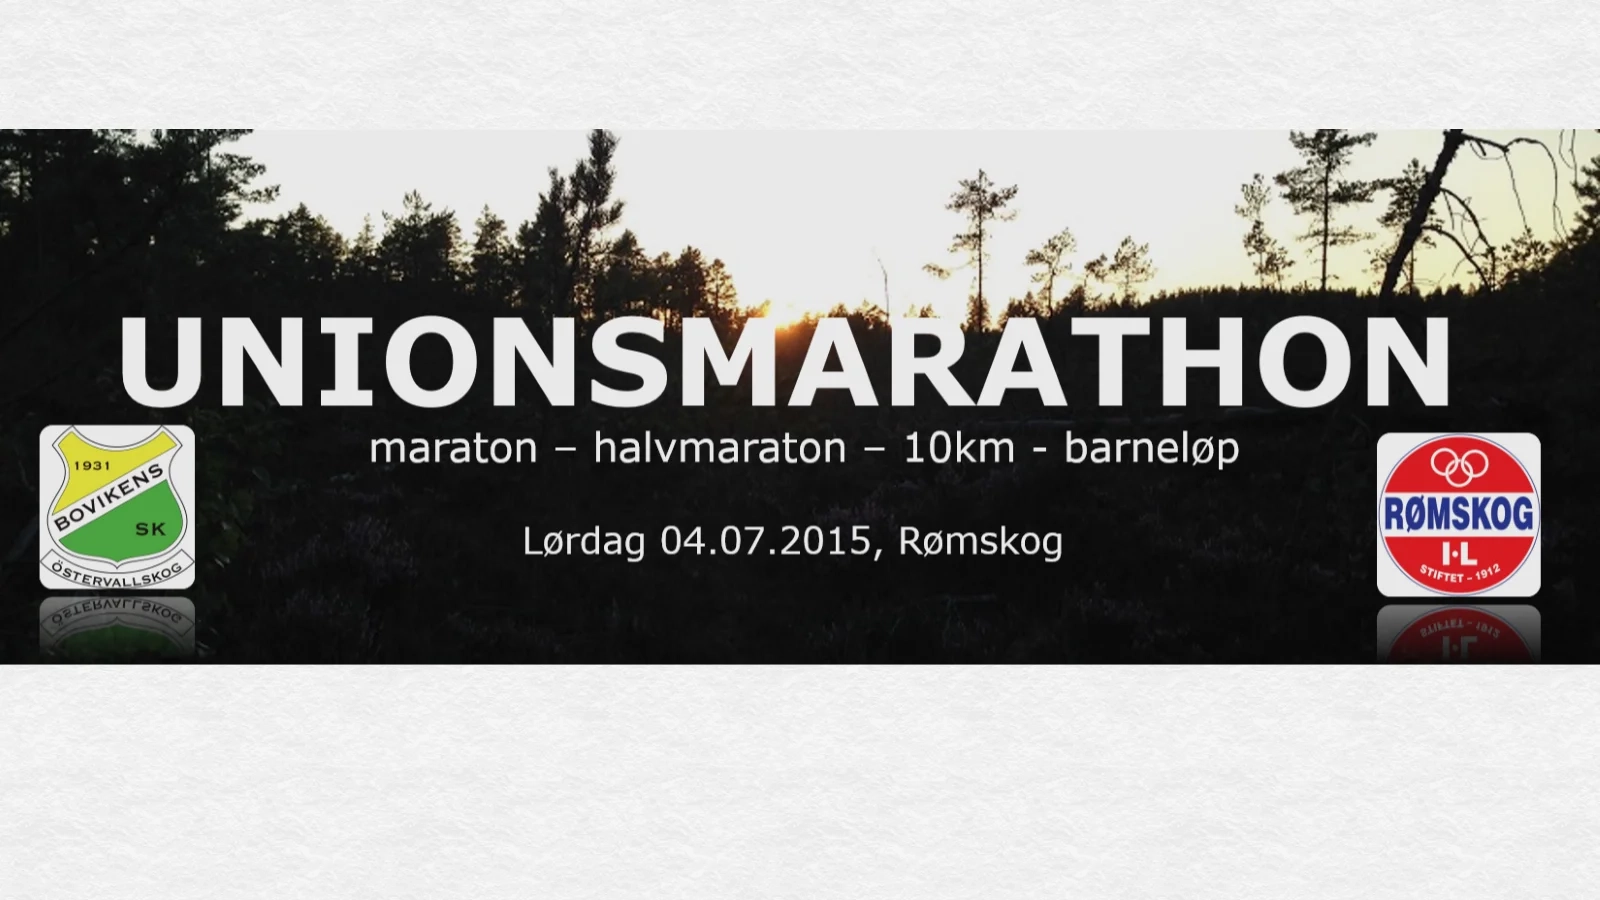 UNIONSMARATHON
maraton – halvmaraton – 10km - barneløp
Lørdag 04.07.2015, Rømskog
1931
BOVIKENS
SK
ÖSTERVALLSKOG
RØMSKOG
I·L
STIFTET - 1912